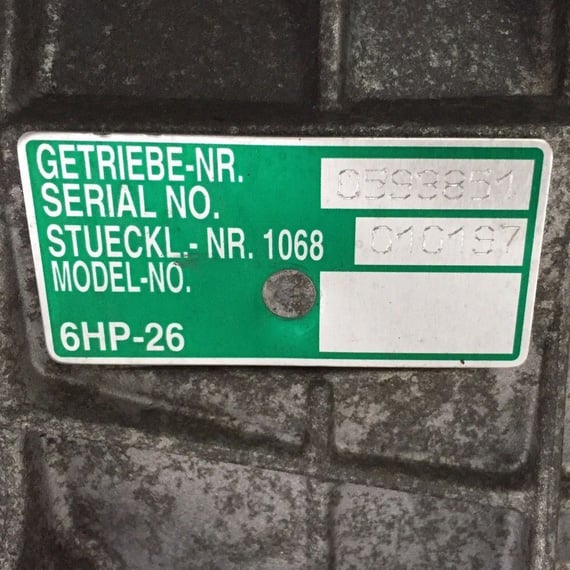 GETRIEBE-NR. 0593851
SERIAL NO.
STUECKL.- NR. 1068 010197
MODEL-NO.
6HP-26